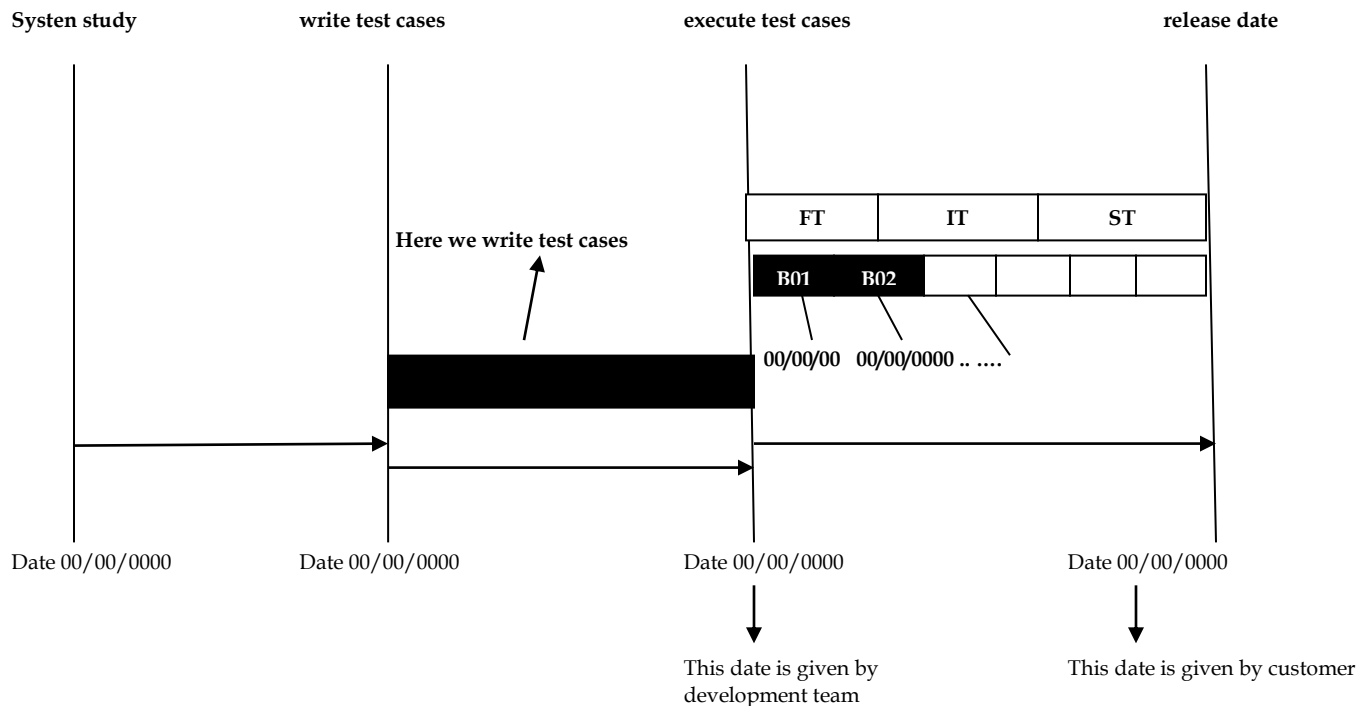 Systen study
write test cases
execute test cases
release date
FT
IT
ST
Here we write test cases
B01
B02
00/00/00
00/00/0000 .. ....
Date 00/00/0000
Date 00/00/0000
Date 00/00/0000
Date 00/00/0000
This date is given by
development team
This date is given by customer